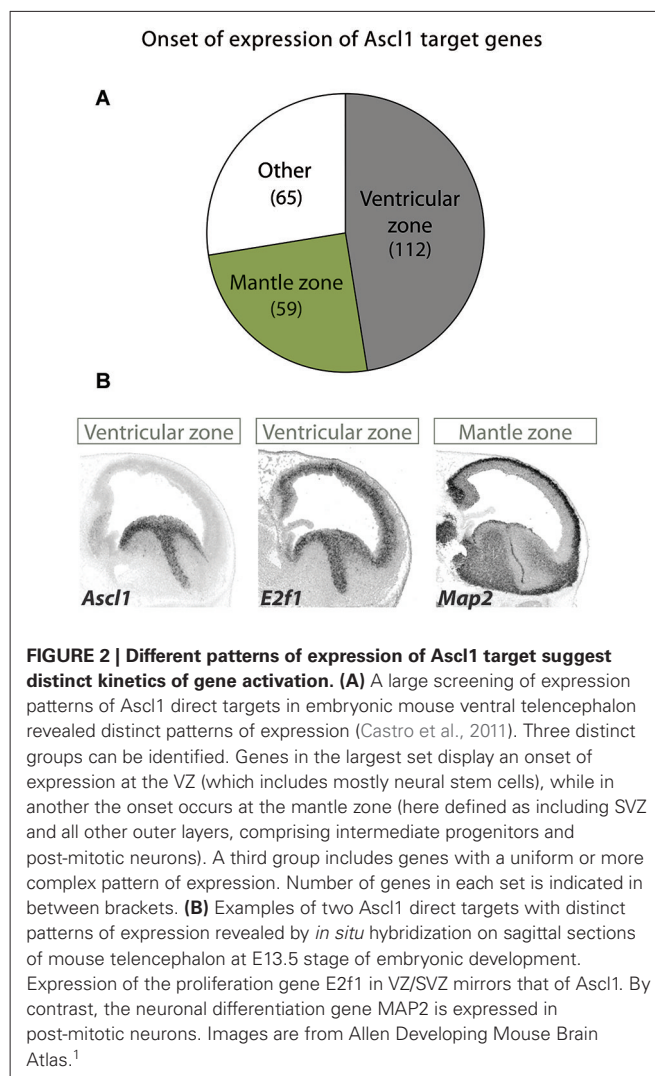 Onset of expression of Ascl1 target genes
A
Other
(65)
Ventricular
zone
(112)
Mantle zone
(59)
B
Ventricular zone
Ventricular zone
Mantle zone
Ascl1
E2f1
Map2
FIGURE 2 | Different patterns of expression of Ascl1 target suggest
distinct kinetics of gene activation. (A) A large screening of expression
patterns of Ascl1 direct targets in embryonic mouse ventral telencephalon
revealed distinct patterns of expression (Castro et al., 2011). Three distinct
groups can be identified. Genes in the largest set display an onset of
expression at the VZ (which includes mostly neural stem cells), while in
another the onset occurs at the mantle zone (here defined as including SVZ
and all other outer layers, comprising intermediate progenitors and
post-mitotic neurons). A third group includes genes with a uniform or more
complex pattern of expression. Number of genes in each set is indicated in
between brackets. (B) Examples of two Ascl1 direct targets with distinct
patterns of expression revealed by in situ hybridization on sagittal sections
of mouse telencephalon at E13.5 stage of embryonic development.
Expression of the proliferation gene E2f1 in VZ/SVZ mirrors that of Ascl1. By
contrast, the neuronal differentiation gene MAP2 is expressed in
post-mitotic neurons. Images are from Allen Developing Mouse Brain
Atlas.1